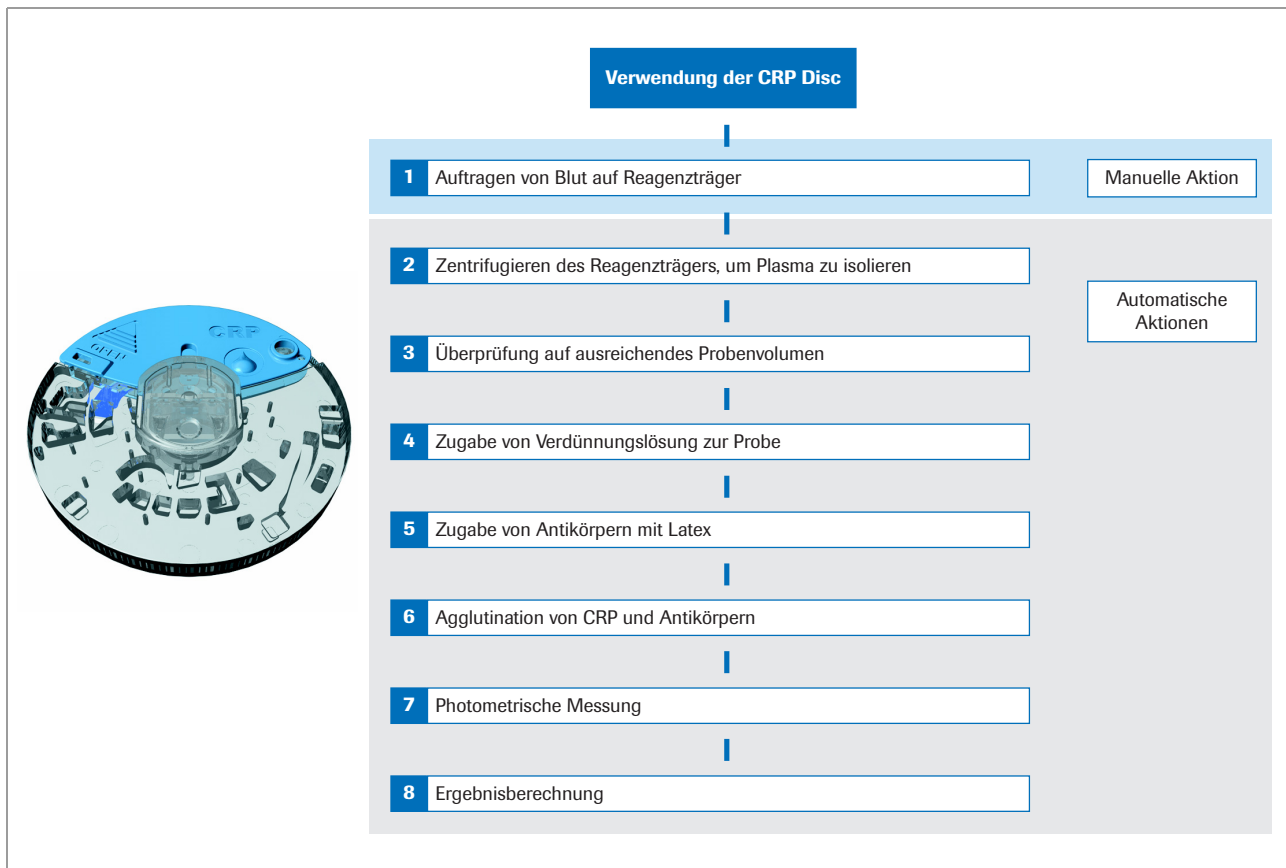 Verwendung der CRP Disc
1 Auftragen von Blut auf Reagenzträger
Manuelle Aktion
2 Zentrifugieren des Reagenzträgers, um Plasma zu isolieren
Automatische
Aktionen
3 Überprüfung auf ausreichendes Probenvolumen
4 Zugabe von Verdünnungslösung zur Probe
5 Zugabe von Antikörpern mit Latex
6 Agglutination von CRP und Antikörpern
7 Photometrische Messung
8 Ergebnisberechnung
CRP
OPEN